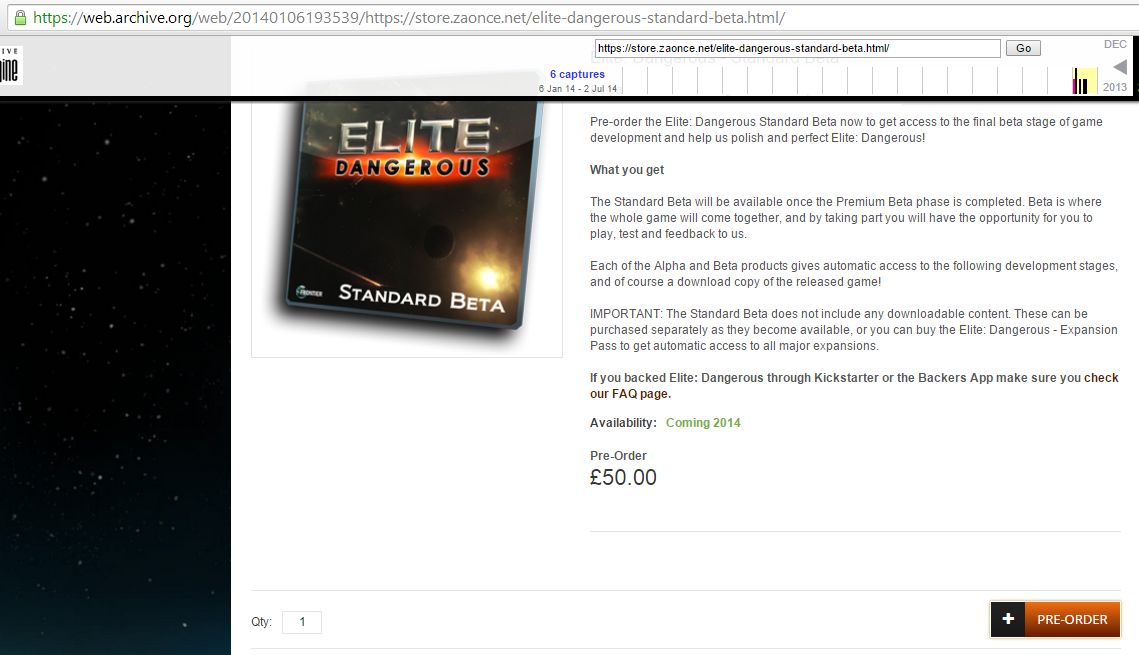 https://web.archive.org/web/20140106193539/https://store.zaonce.net/elite-dangerous-standard-beta.html/
https://store.zaonce.net/elite-dangerous-standard-beta.html/
Go
DEC
6 captures
6 Jan 14 - 2 Jul 14
2013
Elite: Dangerous - Standard Beta
ELITE
DANGEROUS
FRONTIER
STANDARD BETA
Pre-order the Elite: Dangerous Standard Beta now to get access to the final beta stage of game
development and help us polish and perfect Elite: Dangerous!
What you get
The Standard Beta will be available once the Premium Beta phase is completed. Beta is where
the whole game will come together, and by taking part you will have the opportunity for you to
play, test and feedback to us.
Each of the Alpha and Beta products gives automatic access to the following development stages,
and of course a download copy of the released game!
IMPORTANT: The Standard Beta does not include any downloadable content. These can be
purchased separately as they become available, or you can buy the Elite: Dangerous - Expansion
Pass to get automatic access to all major expansions.
If you backed Elite: Dangerous through Kickstarter or the Backers App make sure you check
our FAQ page.
Availability: Coming 2014
Pre-Order
£50.00
Qty: 1
+ PRE-ORDER